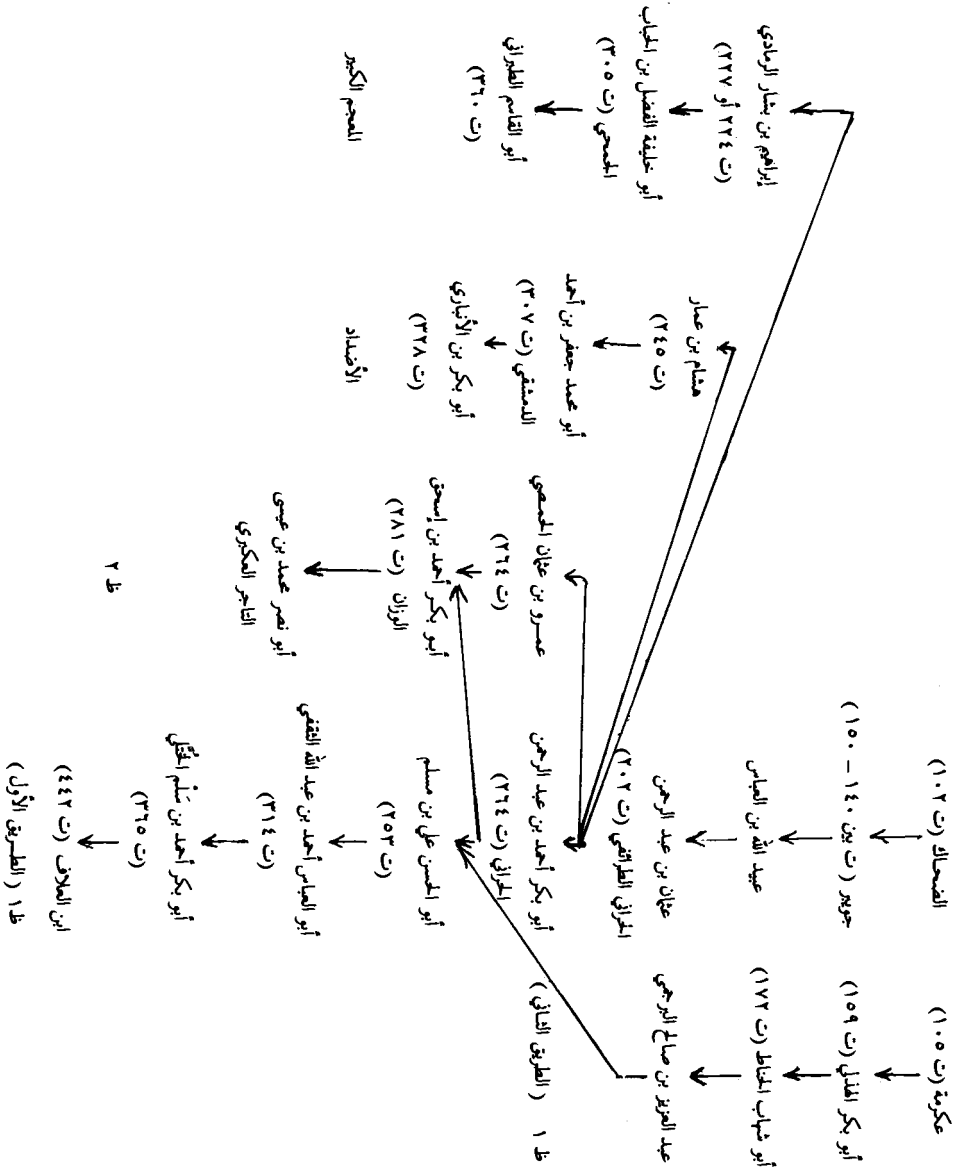 عكرمة (ت ١٠٥)
أبو بكر الهذلي (ت ١٥٩)
أبو شهاب الحناط (ت ١٧٢)
عبد العزيز بن صالح البرجمي
ظ ١ ( الطريق الثاني )
الضحاك (ت ١٠٢)
جويبر (ت بين ١٤٠ – ١٥٠)
عبيد الله بن العباس
عثمان بن عبد الرحمن
الحراني الطرائفي (ت ٢٠٢)
أبو بكر أحمد بن عبد الرحمن
الحراني (ت ٢٦٤)
أبو الحسن علي بن مسلم
(ت ٢٥٣)
أبو العباس أحمد بن عبد الله الثقفي
(ت ٣١٤)
أبو بكر أحمد بن سَلْم الخُتَّلي
(ت ٣٦٥)
ابن العلاف (ت ٤٤٢)
ظ ١ ( الطريق الأول )
عمرو بن عثمان الحمصي
(ت ٢٦٤)
أبو بكر أحمد بن إسحق
الوزان (ت ٢٨١)
أبو نصر محمد بن عيسى
التاجر العكبري
ظ ٢
هشام بن عمار
(ت ٢٤٥)
أبو محمد جعفر بن أحمد
الدمشقي (ت ٣٠٧)
أبو بكر بن الأنباري
(ت ٣٢٨)
الأضداد
إبراهيم بن بشار الرمادي
(ت ٢٢٤ أو ٢٢٧)
أبو خليفة الفضل بن الحباب
الجمحي (ت ٣٠٥)
أبو القاسم الطبراني
(ت ٣٦٠)
المعجم الكبير